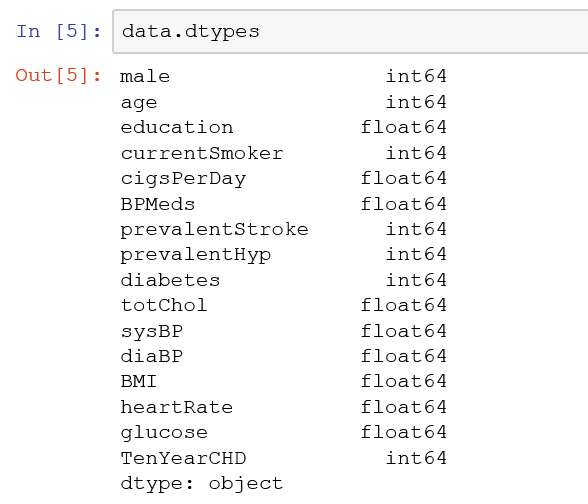 In [5]: data.dtypes
Out[5]: male int64
age int64
education float64
currentSmoker int64
cigsPerDay float64
BPMeds float64
prevalentStroke int64
prevalentHyp int64
diabetes int64
totChol float64
sysBP float64
diaBP float64
BMI float64
heartRate float64
glucose float64
TenYearCHD int64
dtype: object